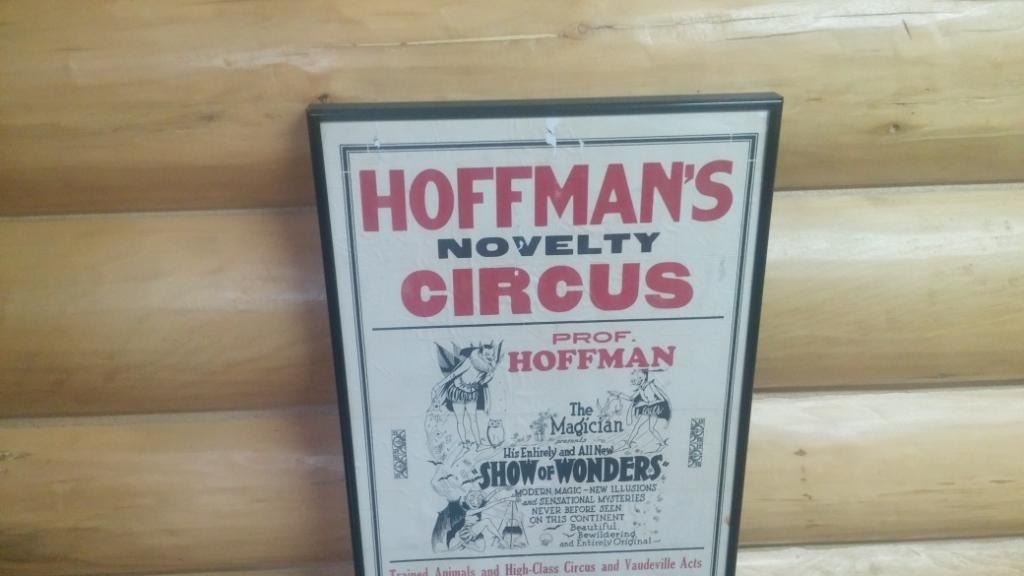 HOFFMAN'S
NOVELTY
CIRCUS
PROF.
HOFFMAN
The
Magician
presents
His Entirely and All New
SHOW OF WONDERS
MODERN MAGIC - NEW ILLUSIONS
and SENSATIONAL MYSTERIES
NEVER BEFORE SEEN
ON THIS CONTINENT
Beautiful
Bewildering
and Entirely Original
Trained Animals and High-Class Circus and Vaudeville Acts